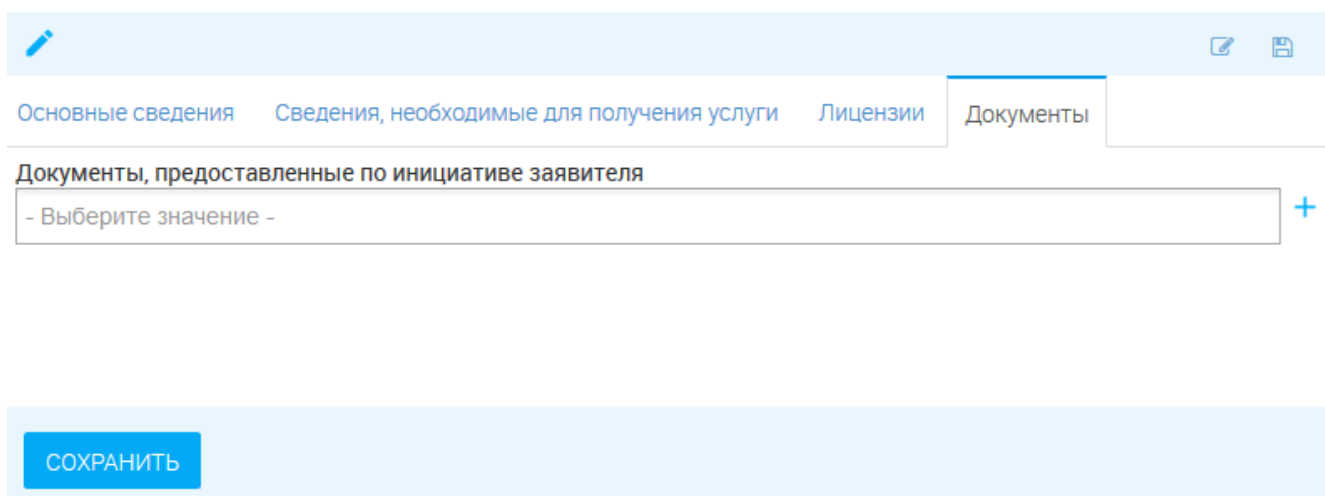 Основные сведения Сведения, необходимые для получения услуги Лицензии Документы
Документы, предоставленные по инициативе заявителя
- Выберите значение -
СОХРАНИТЬ